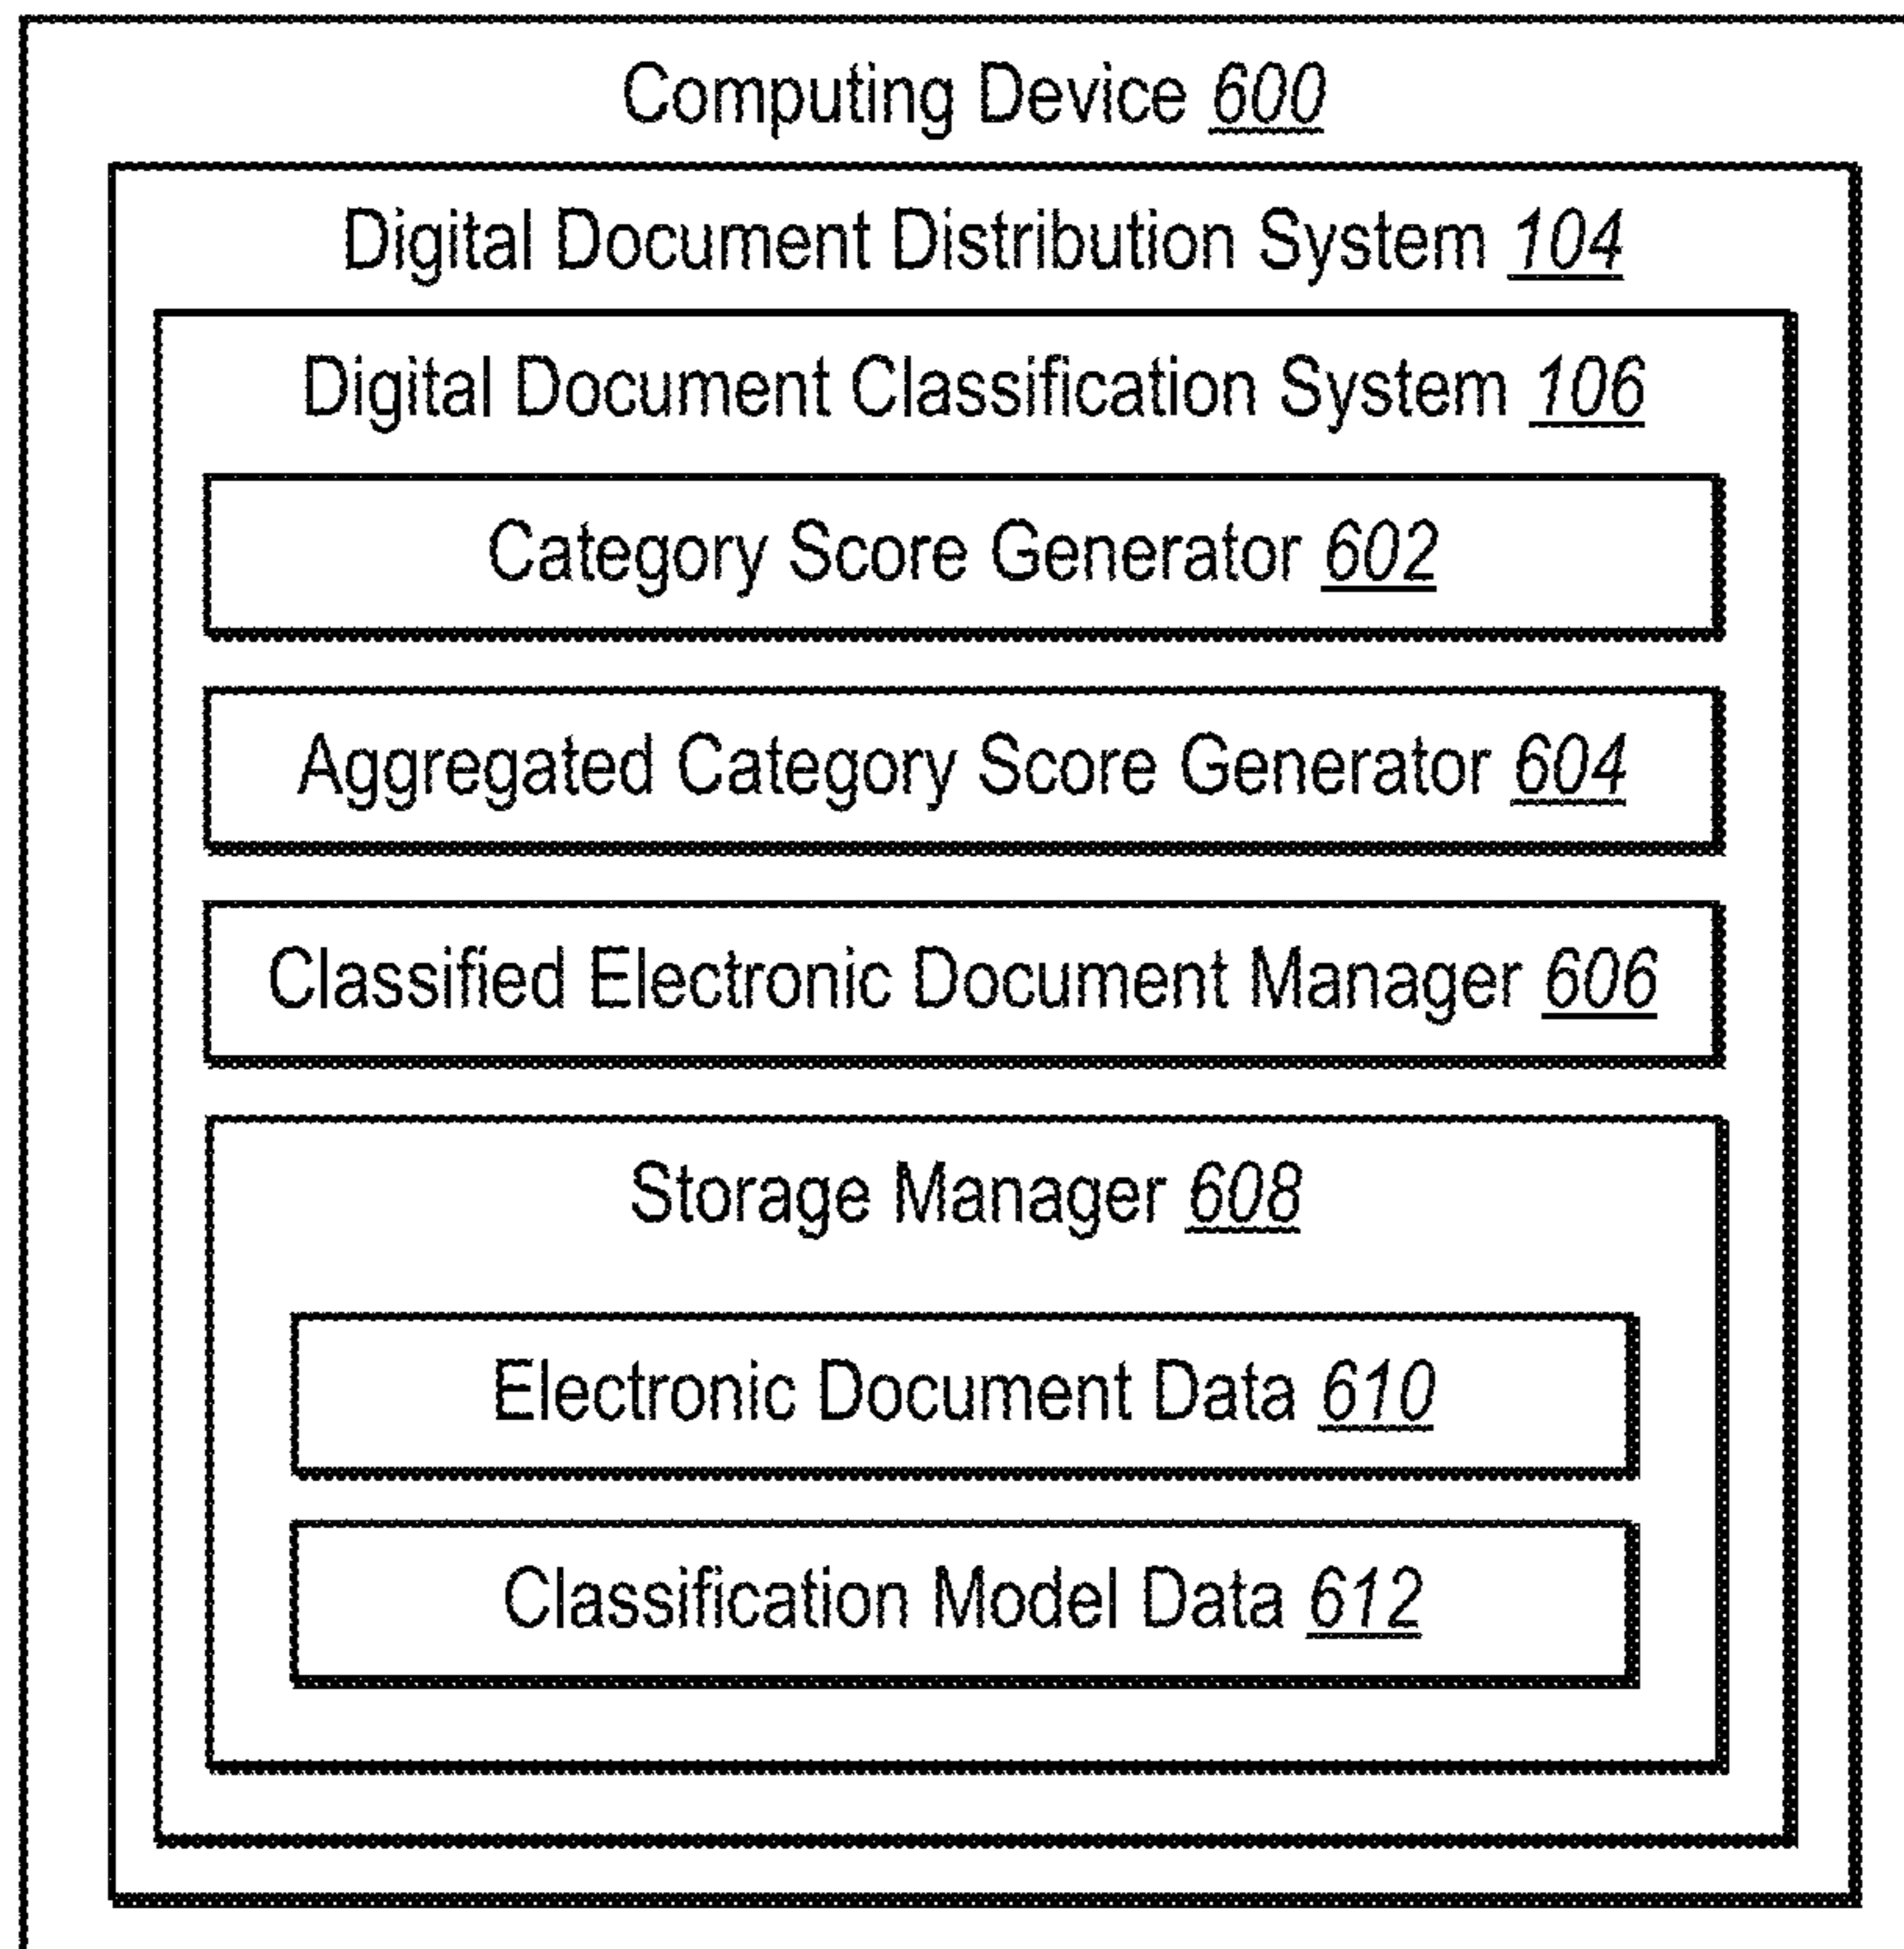 Computing Device 600
Digital Document Distribution System 104
Digital Document Classification System 106
Category Score Generator 602
Aggregated Category Score Generator 604
Classified Electronic Document Manager 606
Storage Manager 608
Electronic Document Data 610
Classification Model Data 612